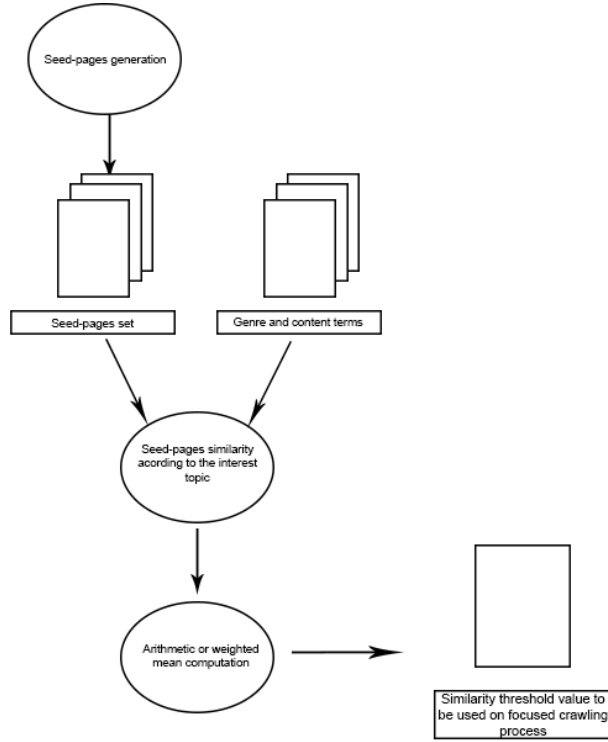 Seed-pages generation
Seed-pages set
Genre and content terms
Seed-pages similarity
acording to the interest
topic
Arithmetic or weighted
mean computation
Similarity threshold value to
be used on focused crawling
process